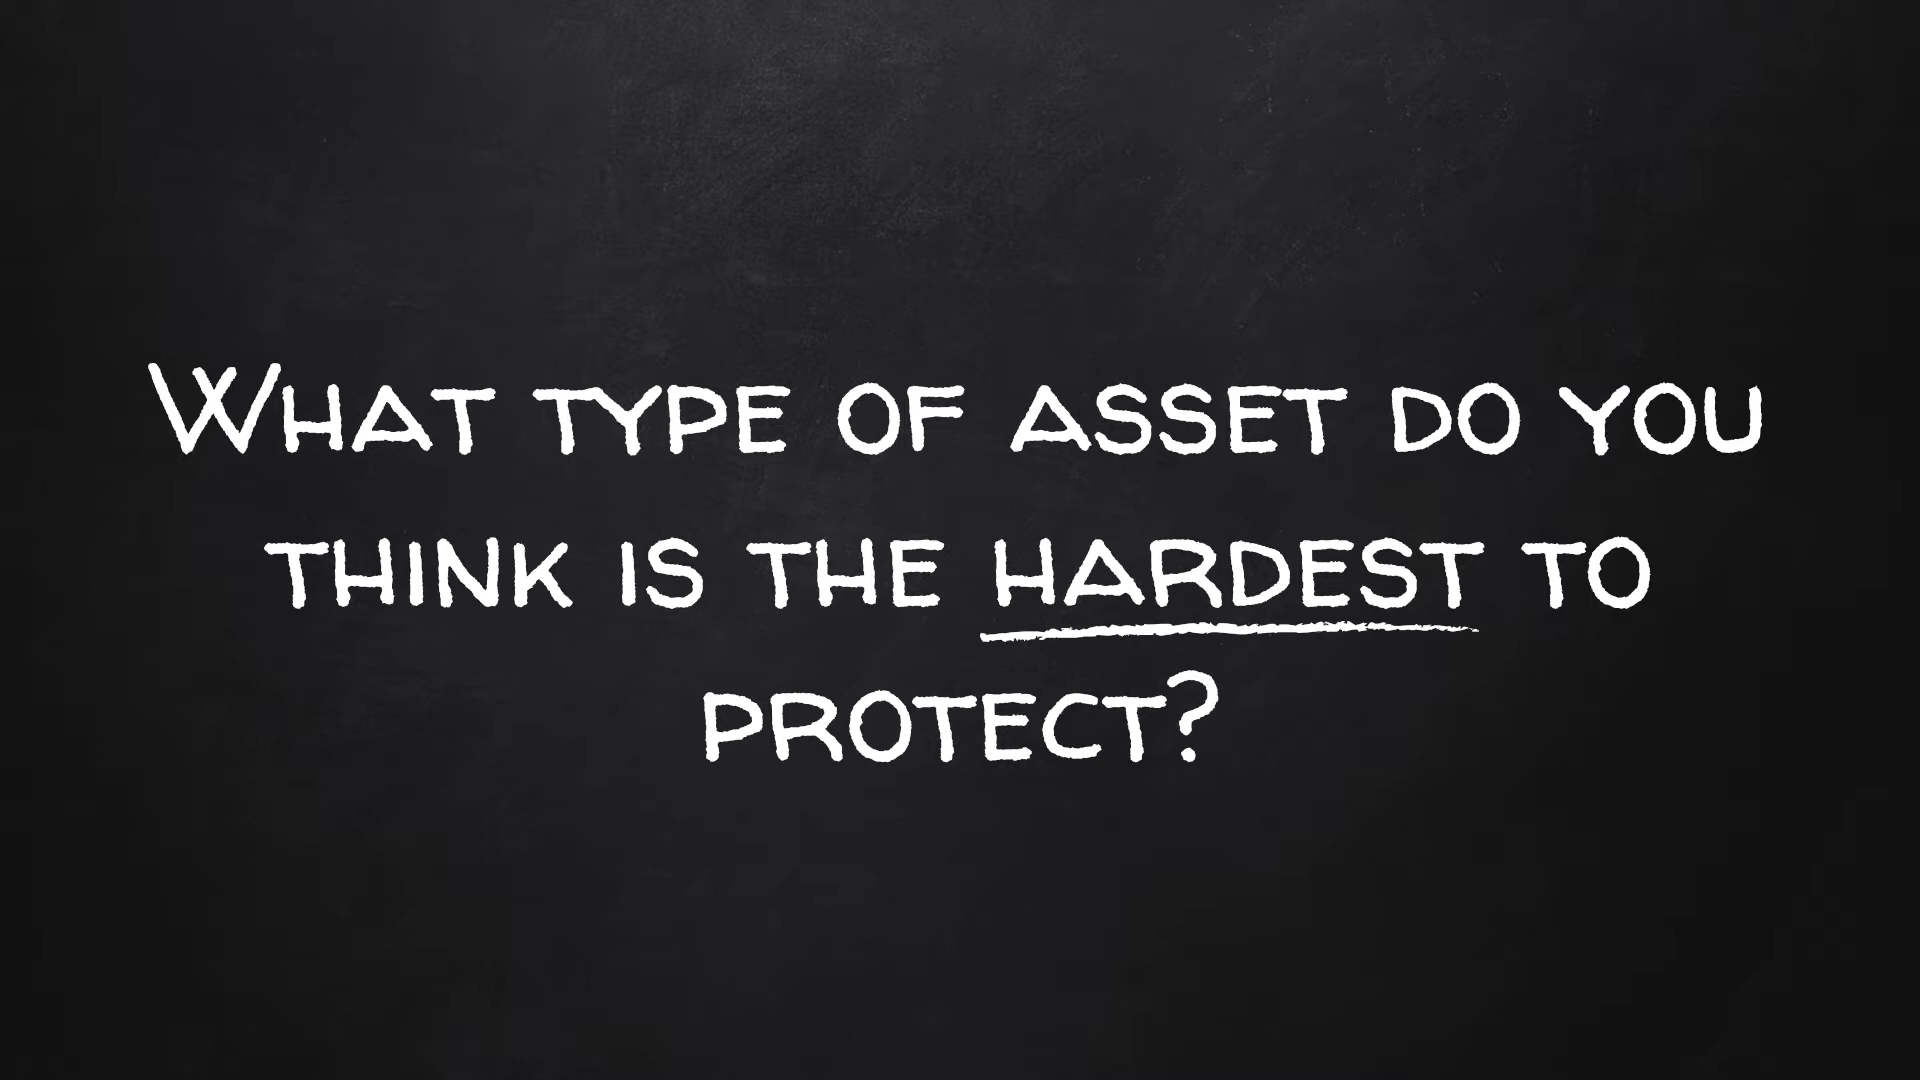 What type of asset do you
think is the hardest to
protect?